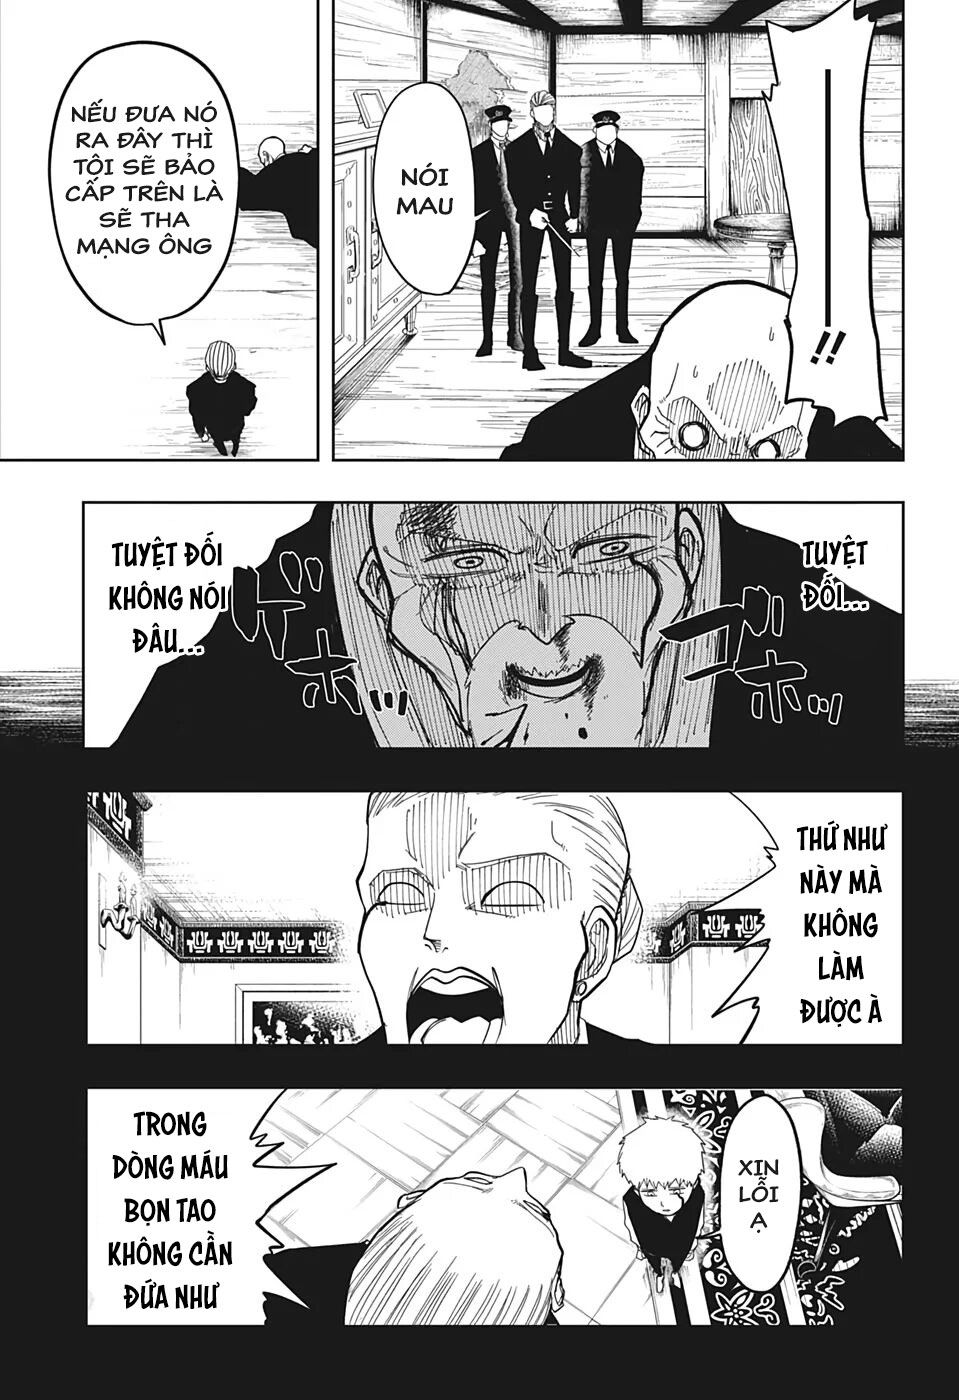 !!
NÓI
MAU
NẾU ĐƯA NÓ
RA ĐÂY THÌ
TÔI SẼ BẢO
CẤP TRÊN LÀ
SẼ THA
MẠNG ÔNG
TUYỆT
ĐỐI...
ゴホッ
ゲホ
TUYỆT ĐỐI
KHÔNG NÓI
ĐÂU...
THỨ NHƯ
NÀY MÀ
KHÔNG
LÀM
ĐƯỢC À
XIN
LỖI
Ạ
TRONG
DÒNG MÁU
BỌN TAO
KHÔNG CẦN
ĐỨA NHƯ